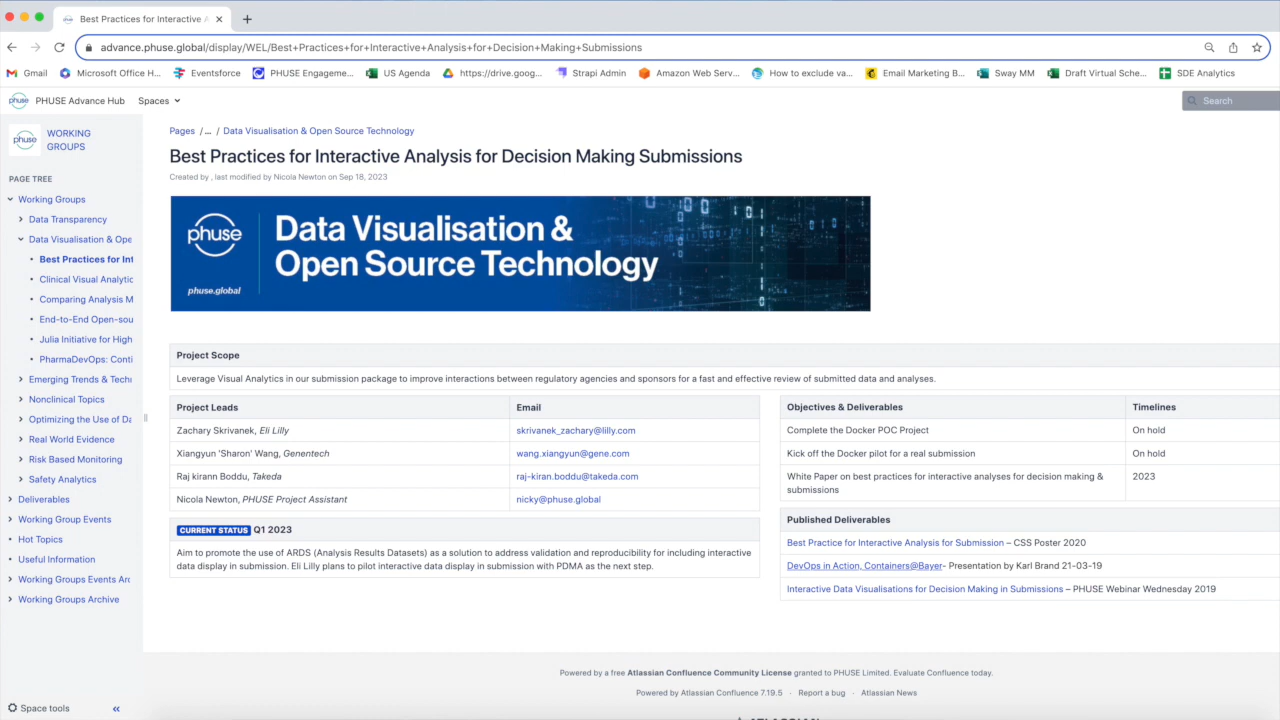 Best Practices for Interactive A
advance.phuse.global/display/WEL/Best+Practices+for+Interactive+Analysis+for+Decision+Making+Submissions
Gmail
Microsoft Office H...
Eventsforce
PHUSE Engageme...
US Agenda
https://drive.goog...
Strapi Admin
Amazon Web Serv...
How to exclude va...
Email Marketing B...
Sway MM
Draft Virtual Sche...
SDE Analytics
phuse
PHUSE Advance Hub
Spaces
Search
phuse
WORKING
GROUPS
PAGE TREE
Working Groups
Data Transparency
Data Visualisation & Ope
Best Practices for Int
Clinical Visual Analytic
Comparing Analysis M
End-to-End Open-sou
Julia Initiative for High
PharmaDevOps: Conti
Emerging Trends & Techn
Nonclinical Topics
Optimizing the Use of Da
Real World Evidence
Risk Based Monitoring
Safety Analytics
Deliverables
Working Group Events
Hot Topics
Useful Information
Working Groups Events Arc
Working Groups Archive
Space tools
Pages /... / Data Visualisation & Open Source Technology
Best Practices for Interactive Analysis for Decision Making Submissions
Created by , last modified by Nicola Newton on Sep 18, 2023
phuse
phuse.global
Data Visualisation &
Open Source Technology
Project Scope
Leverage Visual Analytics in our submission package to improve interactions between regulatory agencies and sponsors for a fast and effective review of submitted data and analyses.
Project Leads Email
Zachary Skrivanek, Eli Lilly skrivanek_zachary@lilly.com
Xiangyun 'Sharon' Wang, Genentech wang.xiangyun@gene.com
Raj kirann Boddu, Takeda raj-kiran.boddu@takeda.com
Nicola Newton, PHUSE Project Assistant nicky@phuse.global
CURRENT STATUS Q1 2023
Aim to promote the use of ARDS (Analysis Results Datasets) as a solution to address validation and reproducibility for including interactive
data display in submission. Eli Lilly plans to pilot interactive data display in submission with PDMA as the next step.
Objectives & Deliverables Timelines
Complete the Docker POC Project On hold
Kick off the Docker pilot for a real submission On hold
White Paper on best practices for interactive analyses for decision making & 2023
submissions
Published Deliverables
Best Practice for Interactive Analysis for Submission – CSS Poster 2020
DevOps in Action, Containers@Bayer- Presentation by Karl Brand 21-03-19
Interactive Data Visualisations for Decision Making in Submissions – PHUSE Webinar Wednesday 2019
Powered by a free Atlassian Confluence Community License granted to PHUSE Limited. Evaluate Confluence today.
Powered by Atlassian Confluence 7.19.5 · Report a bug · Atlassian News